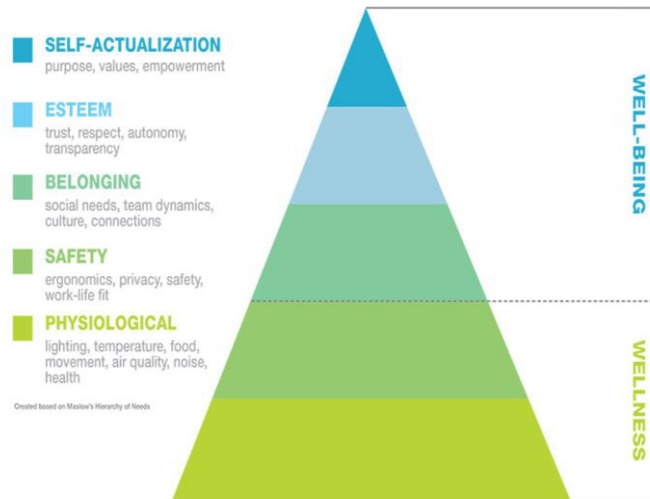 SELF-ACTUALIZATION
purpose, values, empowerment
ESTEEM
trust, respect, autonomy,
transparency
BELONGING
social needs, team dynamics,
culture, connections
SAFETY
ergonomics, privacy, safety,
work-life fit
PHYSIOLOGICAL
lighting, temperature, food,
movement, air quality, noise,
health
Created based on Maslow's Hierarchy of Needs
WELL-BEING
WELLNESS